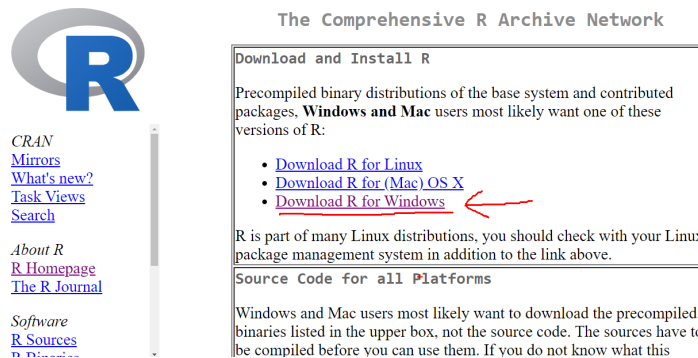 The Comprehensive R Archive Network
R
CRAN
Mirrors
What's new?
Task Views
Search
About R
R Homepage
The R Journal
Software
R Sources
R Binaries
Download and Install R
Precompiled binary distributions of the base system and contributed
packages, Windows and Mac users most likely want one of these
versions of R:
• Download R for Linux
• Download R for (Mac) OS X
• Download R for Windows
R is part of many Linux distributions, you should check with your Linux
package management system in addition to the link above.
Source Code for all Platforms
Windows and Mac users most likely want to download the precompiled
binaries listed in the upper box, not the source code. The sources have to
be compiled before you can use them. If you do not know what this